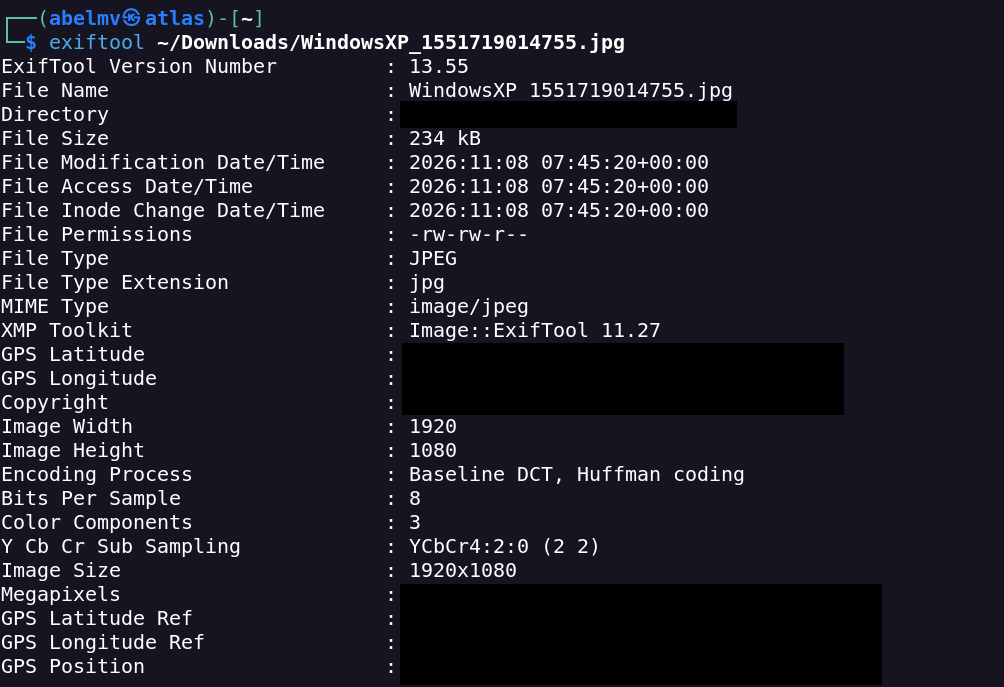 ┌──(abelmv㉿atlas)-[~]
└─$ exiftool ~/Downloads/WindowsXP_1551719014755.jpg
ExifTool Version Number         : 13.55
File Name                       : WindowsXP_1551719014755.jpg
Directory                       :
File Size                       : 234 kB
File Modification Date/Time     : 2026:11:08 07:45:20+00:00
File Access Date/Time           : 2026:11:08 07:45:20+00:00
File Inode Change Date/Time     : 2026:11:08 07:45:20+00:00
File Permissions                : -rw-rw-r--
File Type                       : JPEG
File Type Extension             : jpg
MIME Type                       : image/jpeg
XMP Toolkit                     : Image::ExifTool 11.27
GPS Latitude                    :
GPS Longitude                   :
Copyright                       :
Image Width                     : 1920
Image Height                    : 1080
Encoding Process                : Baseline DCT, Huffman coding
Bits Per Sample                 : 8
Color Components                : 3
Y Cb Cr Sub Sampling            : YCbCr4:2:0 (2 2)
Image Size                      : 1920x1080
Megapixels                      :
GPS Latitude Ref                :
GPS Longitude Ref               :
GPS Position                    :